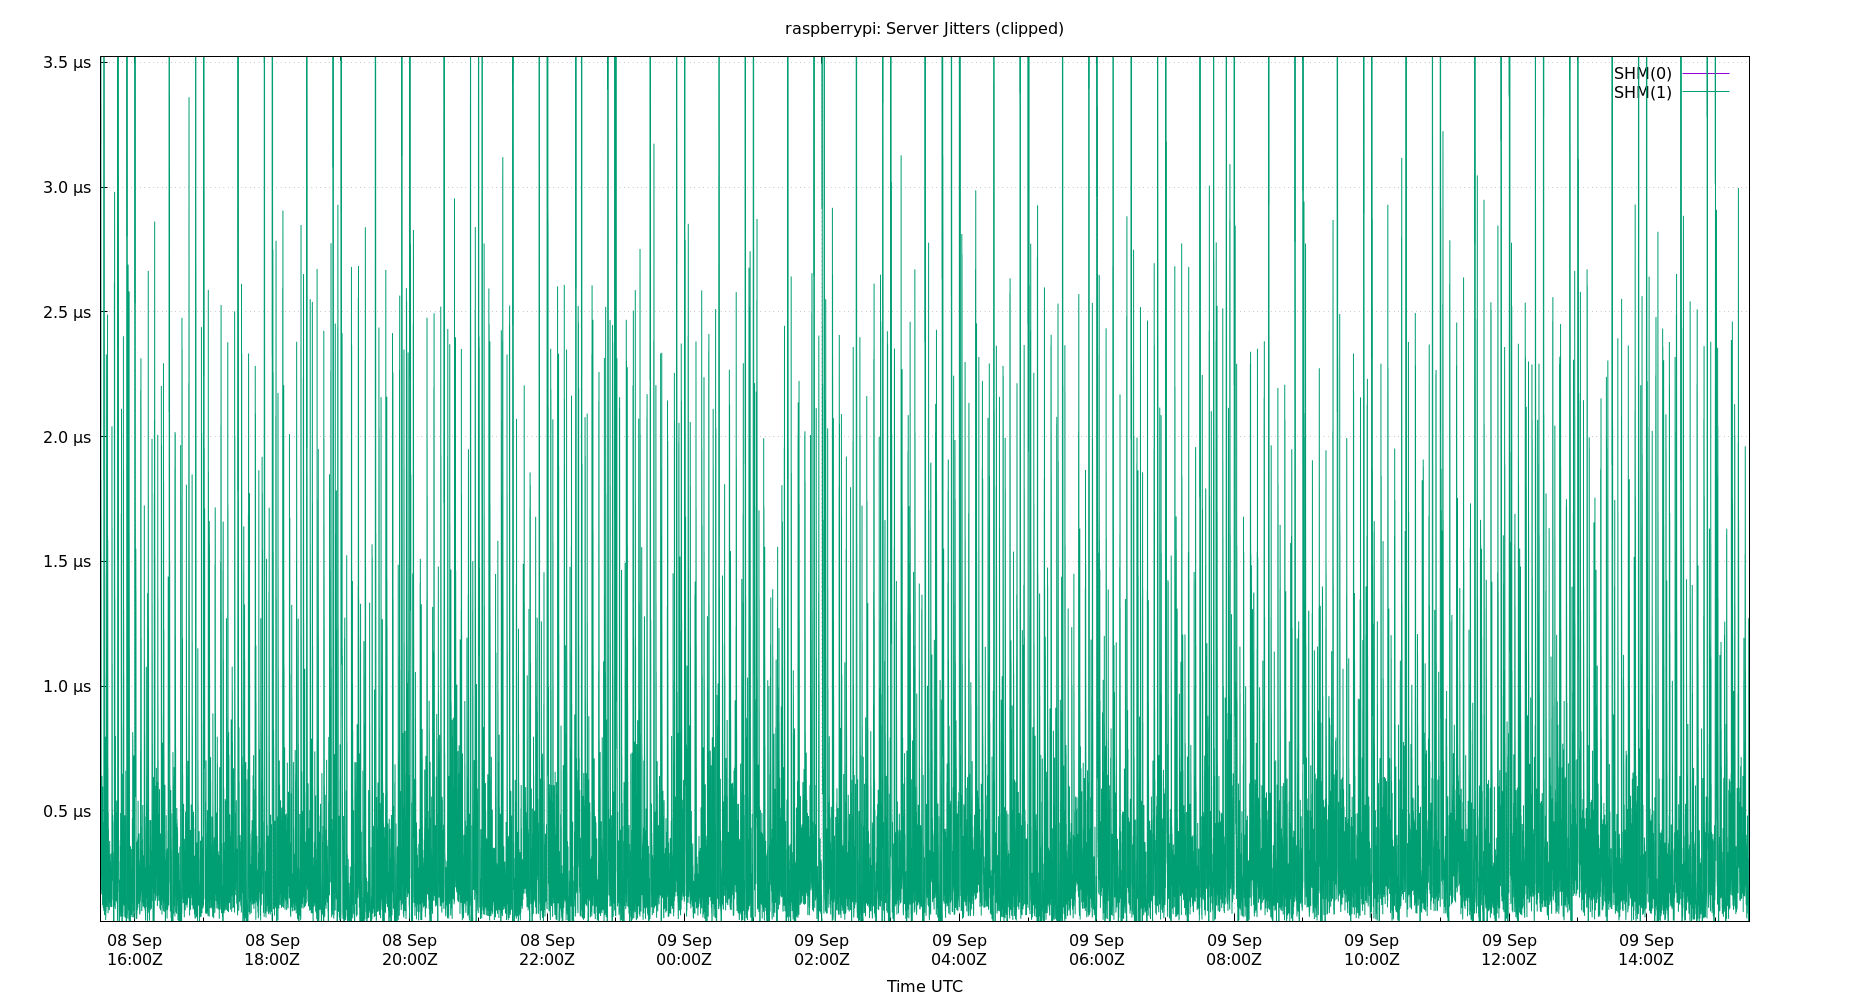 raspberrypi: Server Jitters (clipped)
3.5 µs
3.0 µs
2.5 µs
2.0 µs
1.5 µs
1.0 µs
0.5 µs
SHM(0)
SHM(1)
08 Sep 08 Sep 08 Sep 08 Sep 09 Sep 09 Sep 09 Sep 09 Sep 09 Sep 09 Sep 09 Sep 09 Sep
16:00Z 18:00Z 20:00Z 22:00Z 00:00Z 02:00Z 04:00Z 06:00Z 08:00Z 10:00Z 12:00Z 14:00Z
Time UTC